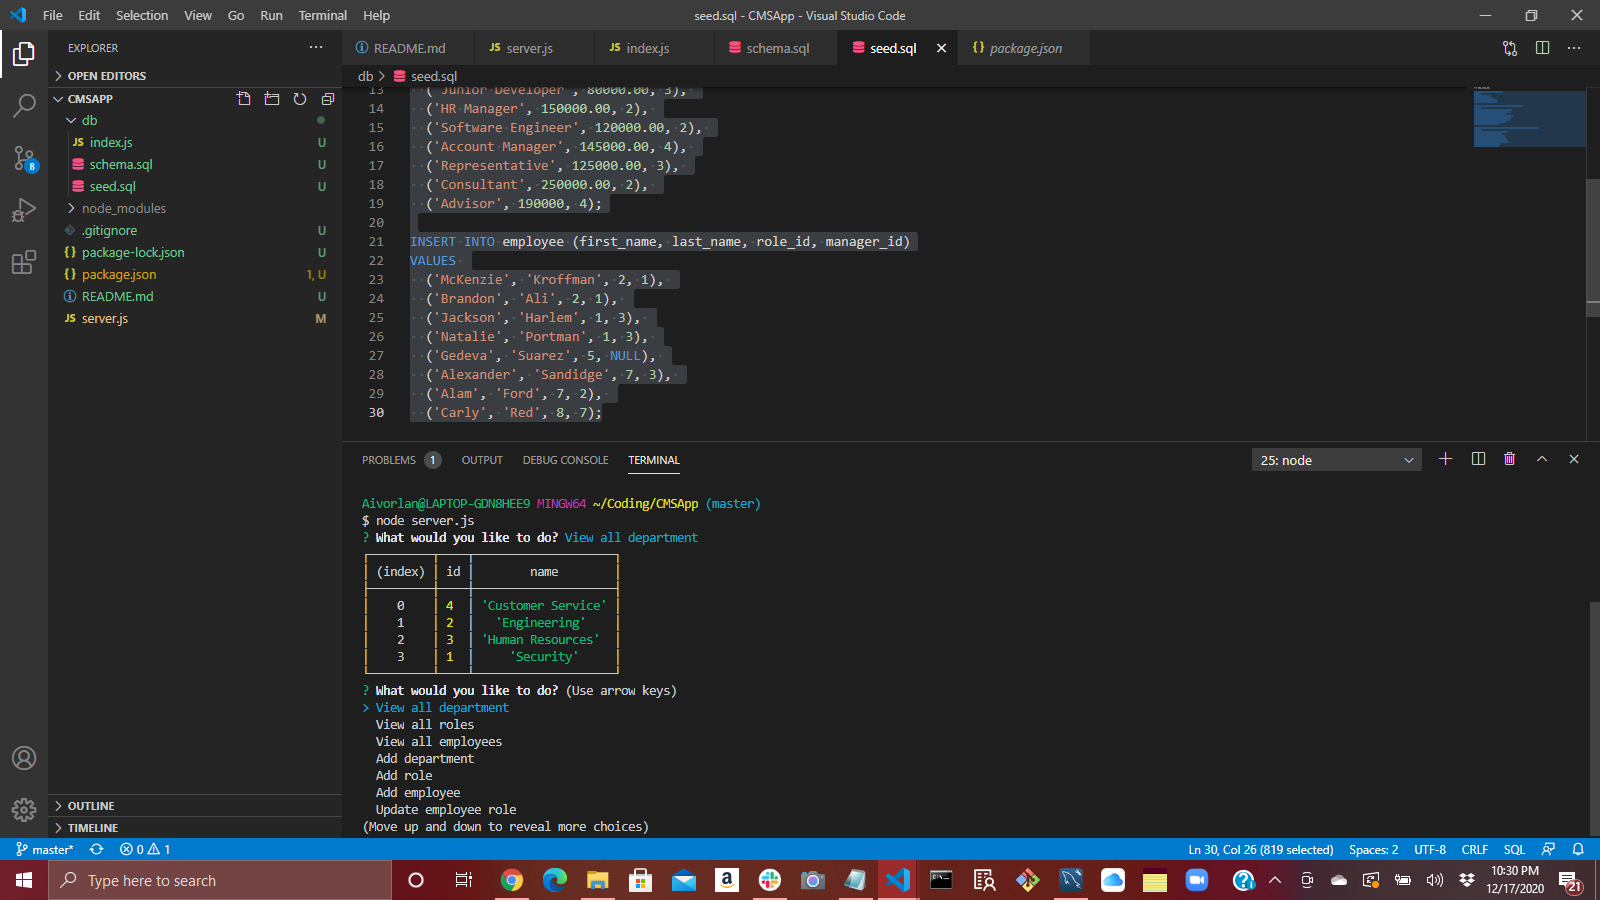 File Edit Selection View Go Run Terminal Help seed.sql - CMSApp - Visual Studio Code
EXPLORER
OPEN EDITORS
CMSAPP
db
index.js U
schema.sql U
seed.sql U
node_modules
.gitignore U
package-lock.json U
package.json 1, U
README.md U
server.js M
OUTLINE
TIMELINE
8
README.md server.js index.js schema.sql seed.sql package.json
db > seed.sql
13 ('Junior Developer', 80000.00, 3),
14 ('HR Manager', 150000.00, 2),
15 ('Software Engineer', 120000.00, 2),
16 ('Account Manager', 145000.00, 4),
17 ('Representative', 125000.00, 3),
18 ('Consultant', 250000.00, 2),
19 ('Advisor', 190000, 4);
20
21 INSERT INTO employee (first_name, last_name, role_id, manager_id)
22 VALUES
23 ('McKenzie', 'Kroffman', 2, 1),
24 ('Brandon', 'Ali', 2, 1),
25 ('Jackson', 'Harlem', 1, 3),
26 ('Natalie', 'Portman', 1, 3),
27 ('Gedeva', 'Suarez', 5, NULL),
28 ('Alexander', 'Sandidge', 7, 3),
29 ('Alam', 'Ford', 7, 2),
30 ('Carly', 'Red', 8, 7);
PROBLEMS 1 OUTPUT DEBUG CONSOLE TERMINAL 25: node
Aivorlan@LAPTOP-GDN8HEE9 MINGW64 ~/Coding/CMSApp (master)
$ node server.js
? What would you like to do? View all department
(index) id name
0 4 'Customer Service'
1 2 'Engineering'
2 3 'Human Resources'
3 1 'Security'
? What would you like to do? (Use arrow keys)
> View all department
View all roles
View all employees
Add department
Add role
Add employee
Update employee role
(Move up and down to reveal more choices)
master* 0 1 Ln 30, Col 26 (819 selected) Spaces: 2 UTF-8 CRLF SQL
Type here to search
10:30 PM
12/17/2020
21